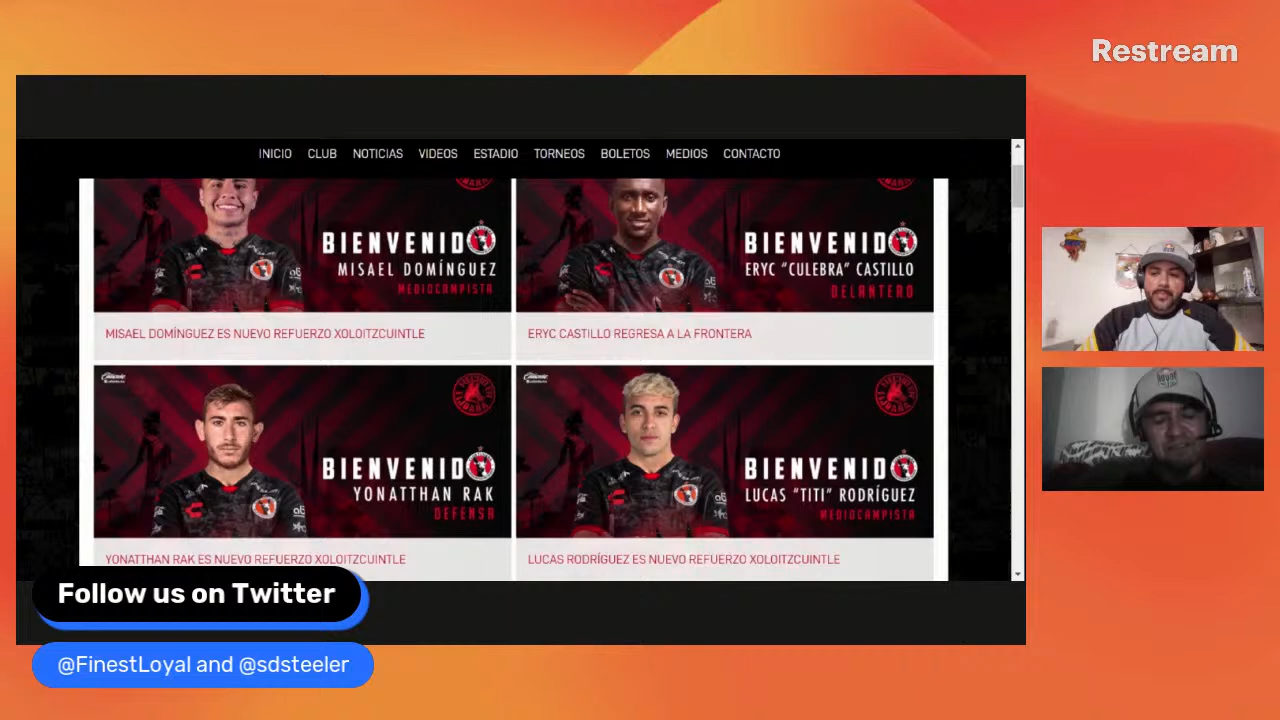 Restream
INICIO CLUB NOTICIAS VIDEOS ESTADIO TORNEOS BOLETOS MEDIOS CONTACTO
BIENVENIDO
MISAEL DOMÍNGUEZ
MEDIOCAMPISTA
MISAEL DOMÍNGUEZ ES NUEVO REFUERZO XOLOITZCUINTLE
BIENVENIDO
ERYC "CULEBRA" CASTILLO
DELANTERO
ERYC CASTILLO REGRESA A LA FRONTERA
BIENVENIDO
YONATTHAN RAK
DEFENSA
YONATTHAN RAK ES NUEVO REFUERZO XOLOITZCUINTLE
BIENVENIDO
LUCAS "TITI" RODRÍGUEZ
MEDIOCAMPISTA
LUCAS RODRÍGUEZ ES NUEVO REFUERZO XOLOITZCUINTLE
Follow us on Twitter
@FinestLoyal and @sdsteeler